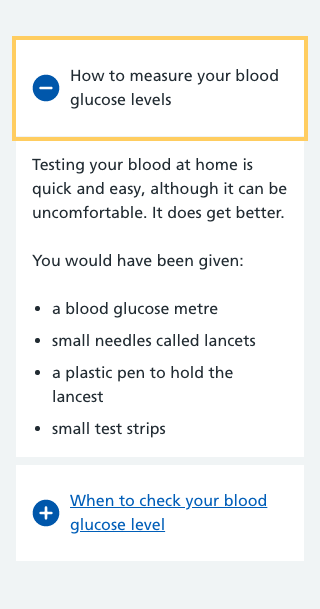 How to measure your blood
glucose levels
Testing your blood at home is
quick and easy, although it can be
uncomfortable. It does get better.
You would have been given:
• a blood glucose metre
• small needles called lancets
• a plastic pen to hold the
lancest
• small test strips
When to check your blood
glucose level